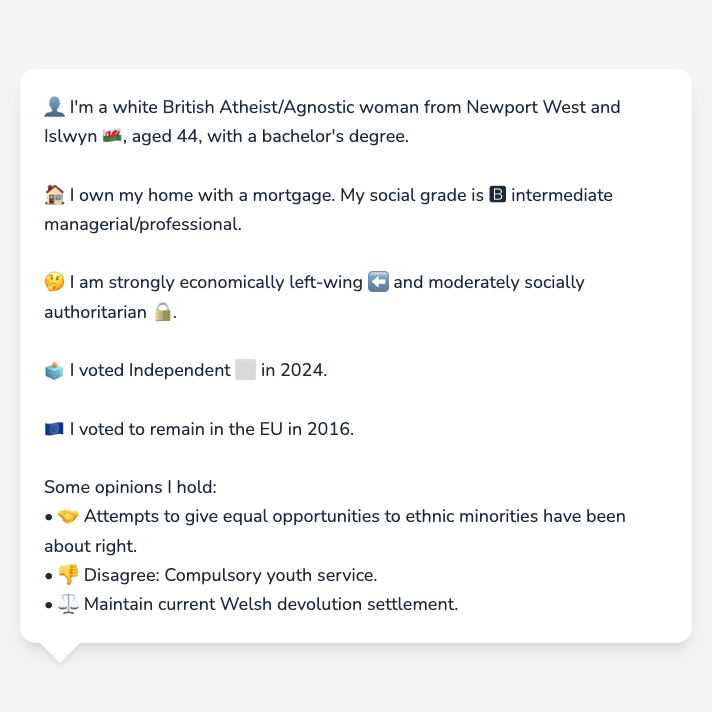 👤 I'm a white British Atheist/Agnostic woman from Newport West and
Islwyn 🏴󠁧󠁢󠁷󠁬󠁳󠁿, aged 44, with a bachelor's degree.
🏠 I own my home with a mortgage. My social grade is 🅱 intermediate
managerial/professional.
🤔 I am strongly economically left-wing ⬅️ and moderately socially
authoritarian 🔒.
🗳️ I voted Independent ⬜ in 2024.
🇪🇺 I voted to remain in the EU in 2016.
Some opinions I hold:
• 🤝 Attempts to give equal opportunities to ethnic minorities have been
about right.
• 👎 Disagree: Compulsory youth service.
• ⚖️ Maintain current Welsh devolution settlement.